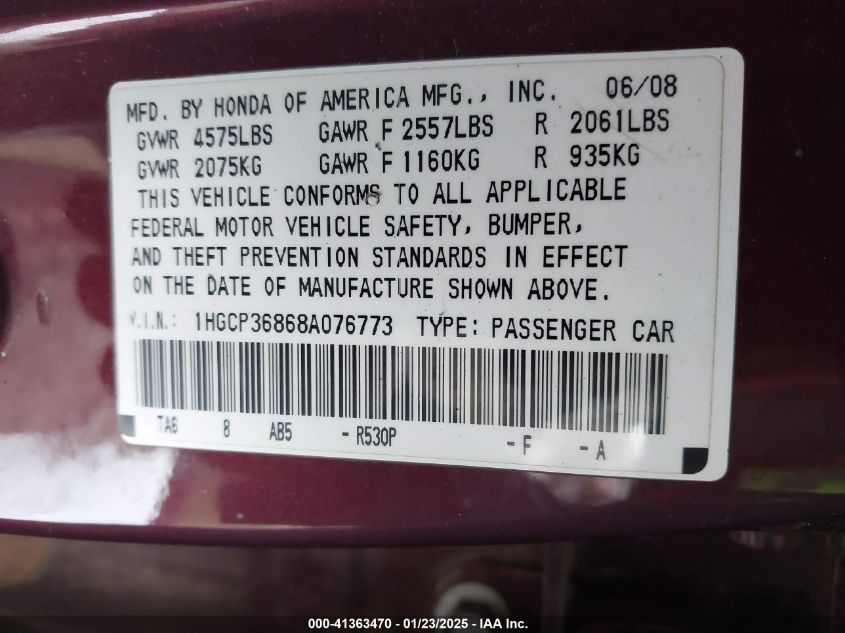 MFD. BY HONDA OF AMERICA MFG., INC. 06/08
GVWR 4575LBS GAWR F 2557LBS R 2061LBS
GVWR 2075KG GAWR F 1160KG R 935KG
THIS VEHICLE CONFORMS TO ALL APPLICABLE
FEDERAL MOTOR VEHICLE SAFETY, BUMPER,
AND THEFT PREVENTION STANDARDS IN EFFECT
ON THE DATE OF MANUFACTURE SHOWN ABOVE.
V.I.N.: 1HGCP36868A076773 TYPE: PASSENGER CAR
TA6 8 AB5 - R530P - F - A
000-41363470 - 01/23/2025 - IAA Inc.